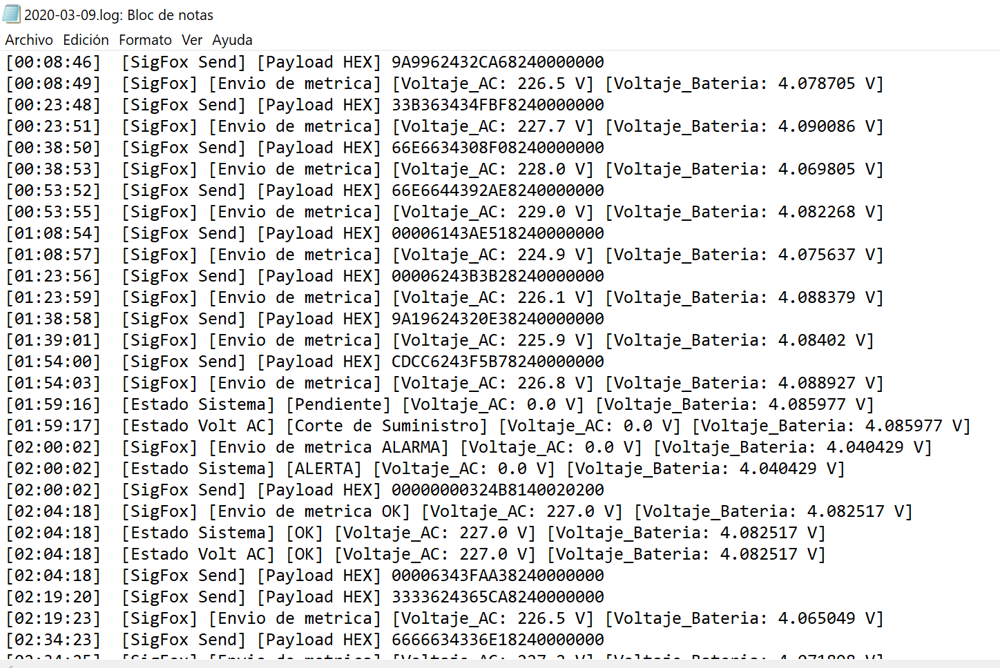 2020-03-09.log: Bloc de notas
Archivo Edición Formato Ver Ayuda
[00:08:46] [SigFox Send] [Payload HEX] 9A9962432CA68240000000
[00:08:49] [SigFox] [Envio de metrica] [Voltaje_AC: 226.5 V] [Voltaje_Bateria: 4.078705 V]
[00:23:48] [SigFox Send] [Payload HEX] 33B363434FBF8240000000
[00:23:51] [SigFox] [Envio de metrica] [Voltaje_AC: 227.7 V] [Voltaje_Bateria: 4.090086 V]
[00:38:50] [SigFox Send] [Payload HEX] 66E6634308F08240000000
[00:38:53] [SigFox] [Envio de metrica] [Voltaje_AC: 228.0 V] [Voltaje_Bateria: 4.069805 V]
[00:53:52] [SigFox Send] [Payload HEX] 66E6644392AE8240000000
[00:53:55] [SigFox] [Envio de metrica] [Voltaje_AC: 229.0 V] [Voltaje_Bateria: 4.082268 V]
[01:08:54] [SigFox Send] [Payload HEX] 00006143AE518240000000
[01:08:57] [SigFox] [Envio de metrica] [Voltaje_AC: 224.9 V] [Voltaje_Bateria: 4.075637 V]
[01:23:56] [SigFox Send] [Payload HEX] 00006243B3B28240000000
[01:23:59] [SigFox] [Envio de metrica] [Voltaje_AC: 226.1 V] [Voltaje_Bateria: 4.088379 V]
[01:38:58] [SigFox Send] [Payload HEX] 9A19624320E38240000000
[01:39:01] [SigFox] [Envio de metrica] [Voltaje_AC: 225.9 V] [Voltaje_Bateria: 4.08402 V]
[01:54:00] [SigFox Send] [Payload HEX] CDCC6243F5B78240000000
[01:54:03] [SigFox] [Envio de metrica] [Voltaje_AC: 226.8 V] [Voltaje_Bateria: 4.088927 V]
[01:59:16] [Estado Sistema] [Pendiente] [Voltaje_AC: 0.0 V] [Voltaje_Bateria: 4.085977 V]
[01:59:17] [Estado Volt AC] [Corte de Suministro] [Voltaje_AC: 0.0 V] [Voltaje_Bateria: 4.085977 V]
[02:00:02] [SigFox] [Envio de metrica ALARMA] [Voltaje_AC: 0.0 V] [Voltaje_Bateria: 4.040429 V]
[02:00:02] [Estado Sistema] [ALERTA] [Voltaje_AC: 0.0 V] [Voltaje_Bateria: 4.040429 V]
[02:00:02] [SigFox Send] [Payload HEX] 00000000324B8140020200
[02:04:18] [SigFox] [Envio de metrica OK] [Voltaje_AC: 227.0 V] [Voltaje_Bateria: 4.082517 V]
[02:04:18] [Estado Sistema] [OK] [Voltaje_AC: 227.0 V] [Voltaje_Bateria: 4.082517 V]
[02:04:18] [Estado Volt AC] [OK] [Voltaje_AC: 227.0 V] [Voltaje_Bateria: 4.082517 V]
[02:04:18] [SigFox Send] [Payload HEX] 00006343FAA38240000000
[02:19:20] [SigFox Send] [Payload HEX] 3333624365CA8240000000
[02:19:23] [SigFox] [Envio de metrica] [Voltaje_AC: 226.5 V] [Voltaje_Bateria: 4.065049 V]
[02:34:23] [SigFox Send] [Payload HEX] 6666634336E18240000000
[SigFox] [Envio de metrica] [Voltaje_AC: V] [Voltaje_Bateria: V]